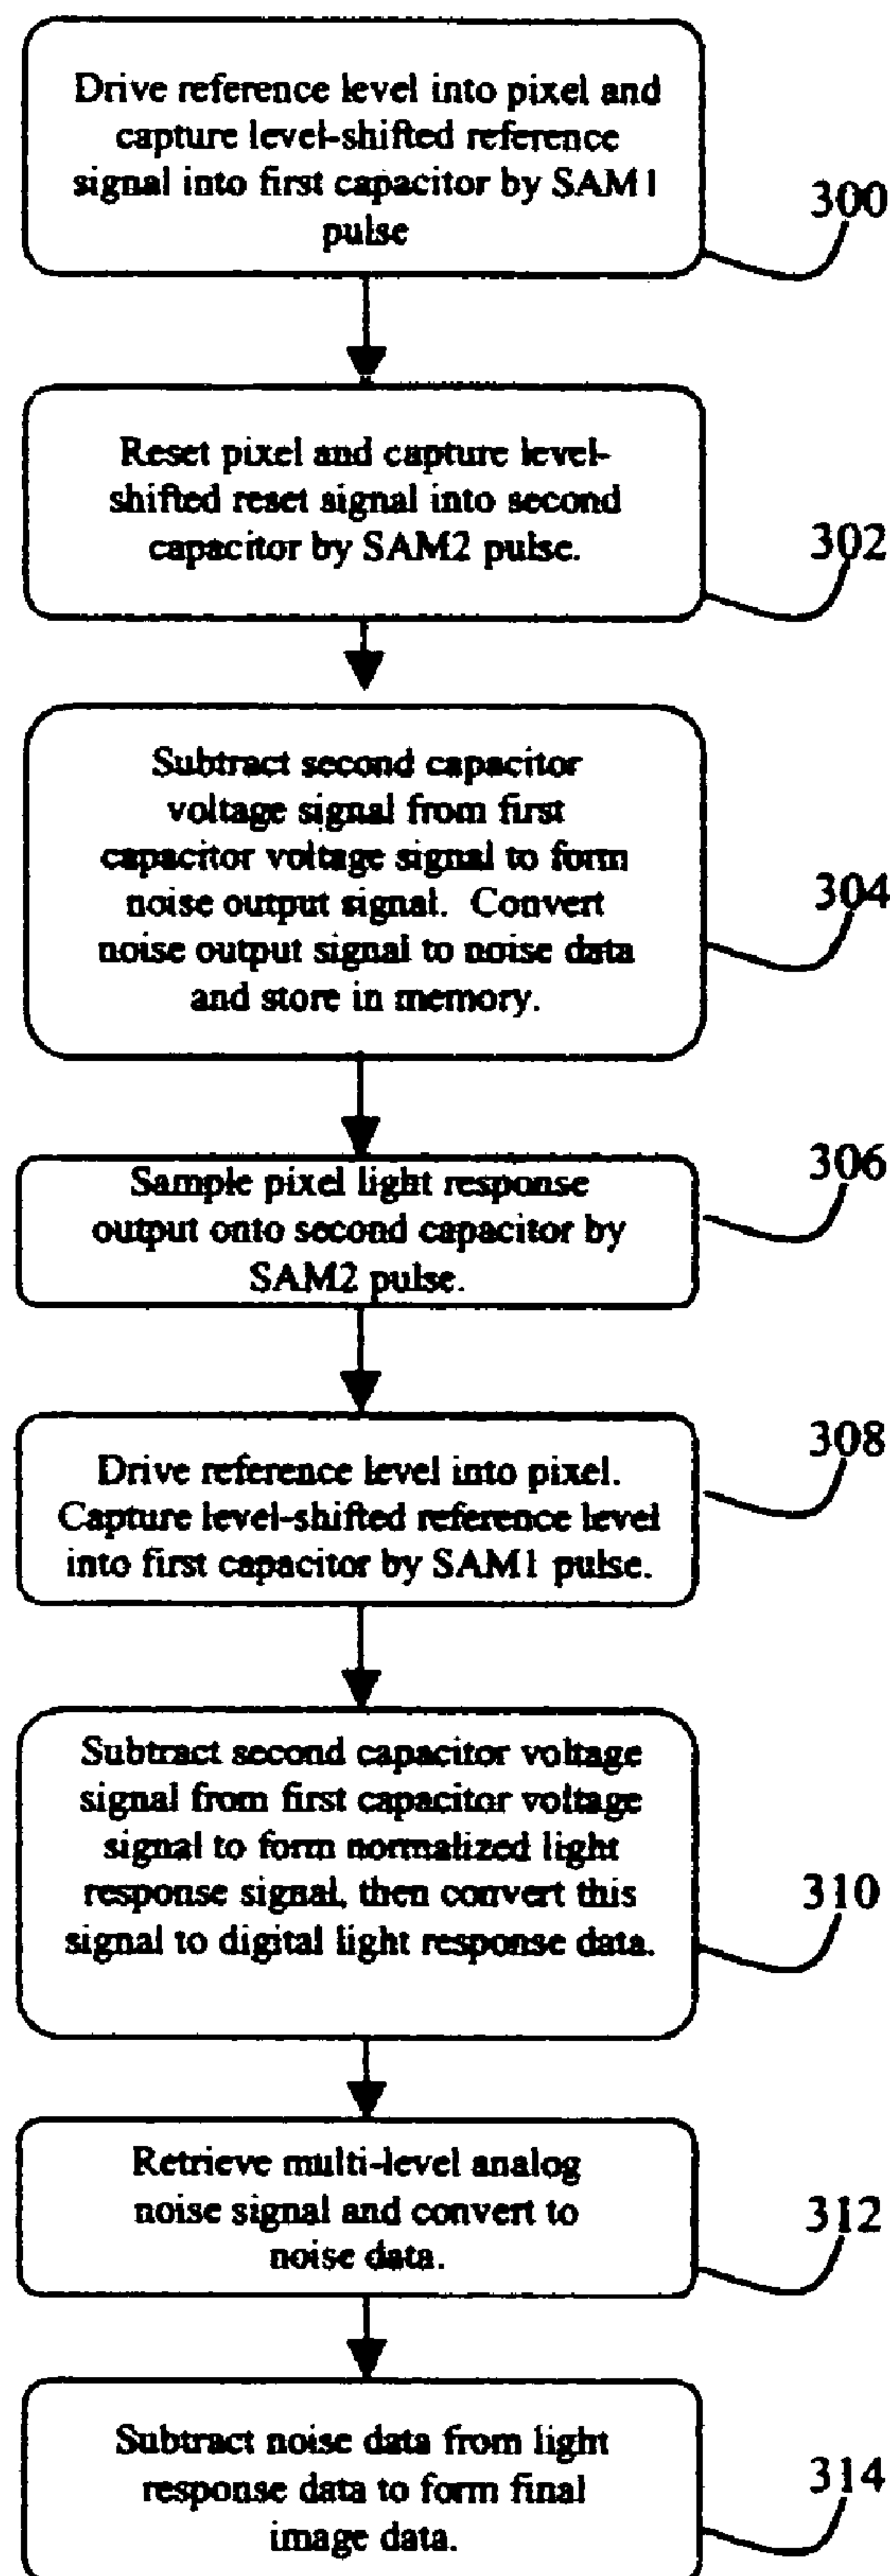 Drive reference level into pixel and
capture level-shifted reference
signal into first capacitor by SAM1
pulse
300
Reset pixel and capture level-
shifted reset signal into second
capacitor by SAM2 pulse.
302
Subtract second capacitor
voltage signal from first
capacitor voltage signal to form
noise output signal. Convert
noise output signal to noise data
and store in memory.
304
Sample pixel light response
output onto second capacitor by
SAM2 pulse.
306
Drive reference level into pixel.
Capture level-shifted reference level
into first capacitor by SAM1 pulse.
308
Subtract second capacitor voltage
signal from first capacitor voltage
signal to form normalized light
response signal, then convert this
signal to digital light response data.
310
Retrieve multi-level analog
noise signal and convert to
noise data.
312
Subtract noise data from light
response data to form final
image data.
314